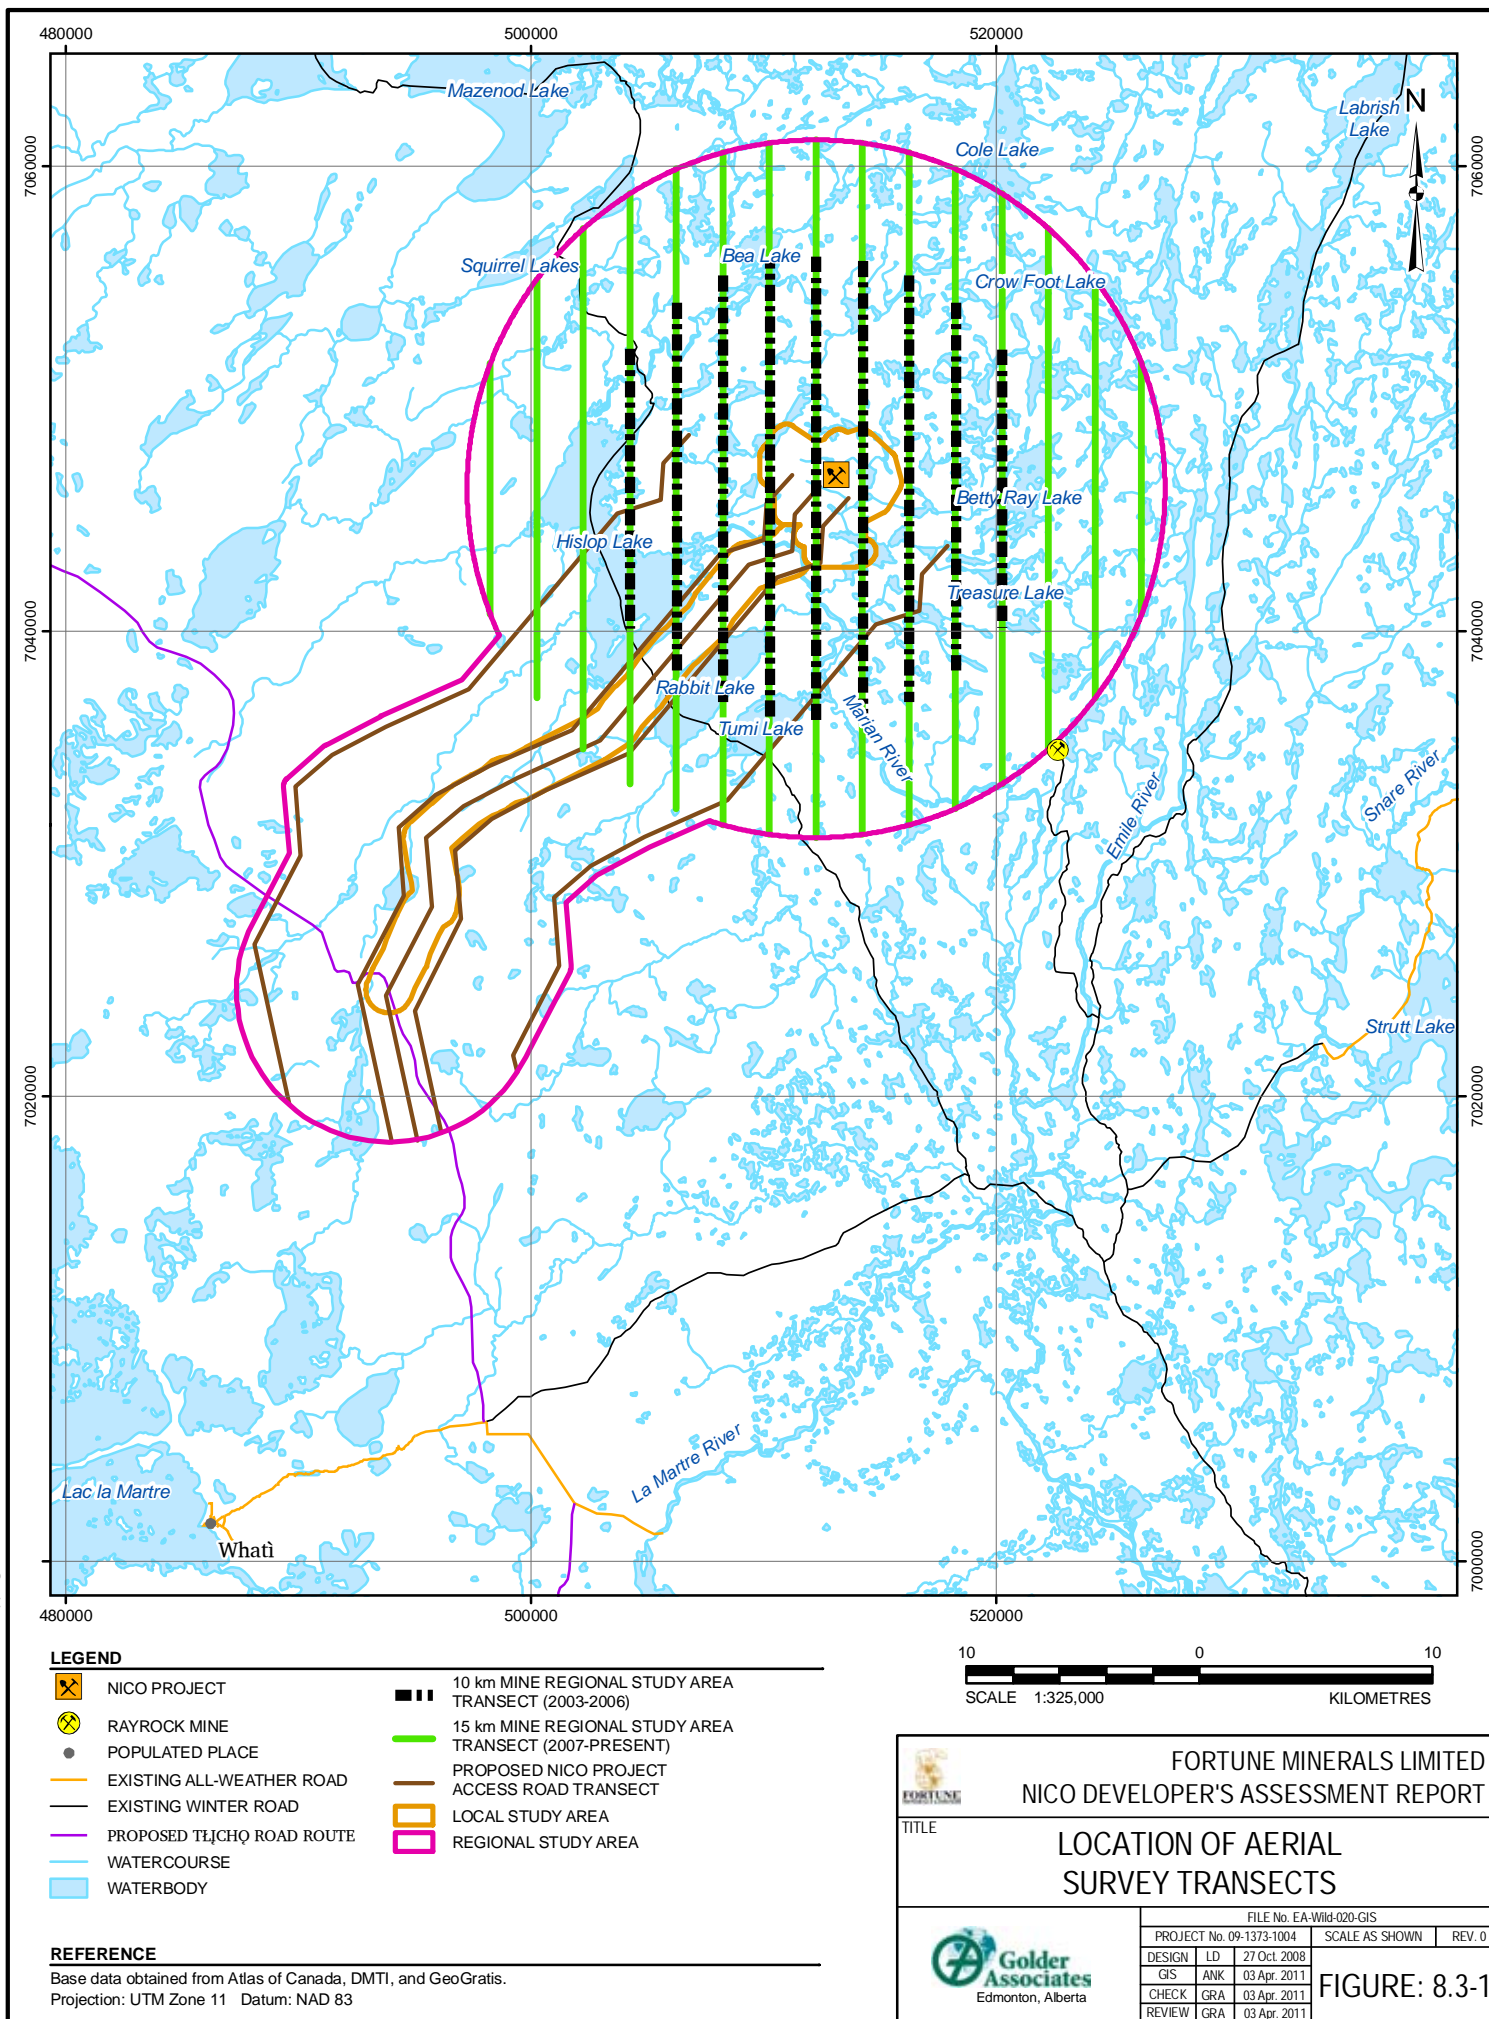 480000
500000
520000
Mazenod Lake
Labrish
Lake
N
Cole Lake
7060000
7060000
Bea Lake
Squirrel Lakes
Crow Foot Lake
Betty Ray Lake
Hislop Lake
Treasure Lake
7040000
7040000
Rabbit Lake
Tumi Lake
Marian River
Emile River
Snare River
Strutt Lake
7020000
7020000
La Martre River
Lac la Martre
Whatì
7000000
480000
500000
520000
LEGEND
NICO PROJECT
RAYROCK MINE
POPULATED PLACE
EXISTING ALL-WEATHER ROAD
EXISTING WINTER ROAD
PROPOSED TŁĮCHǪ ROAD ROUTE
WATERCOURSE
WATERBODY
10 km MINE REGIONAL STUDY AREA
TRANSECT (2003-2006)
15 km MINE REGIONAL STUDY AREA
TRANSECT (2007-PRESENT)
PROPOSED NICO PROJECT
ACCESS ROAD TRANSECT
LOCAL STUDY AREA
REGIONAL STUDY AREA
10 0 10
SCALE 1:325,000 KILOMETRES
REFERENCE
Base data obtained from Atlas of Canada, DMTI, and GeoGratis.
Projection: UTM Zone 11 Datum: NAD 83
FORTUNE
FORTUNE MINERALS LIMITED
NICO DEVELOPER'S ASSESSMENT REPORT
TITLE
LOCATION OF AERIAL
SURVEY TRANSECTS
Golder
Associates
Edmonton, Alberta
FILE No. EA-Wild-020-GIS
PROJECT No. 09-1373-1004 SCALE AS SHOWN REV. 0
DESIGN LD 27 Oct. 2008
GIS ANK 03 Apr. 2011
CHECK GRA 03 Apr. 2011
REVIEW GRA 03 Apr. 2011
FIGURE: 8.3-1